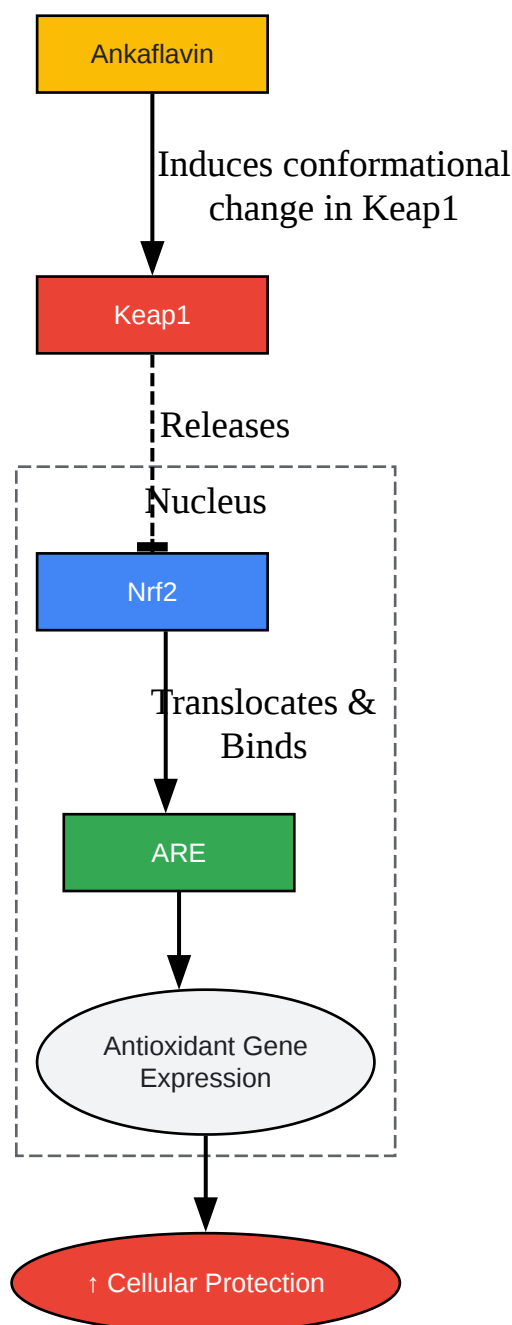 Ankaflavin
Induces conformational
change in Keap1
Keap1
Releases
Nucleus
Nrf2
Translocates &
Binds
ARE
Antioxidant Gene
Expression
↑ Cellular Protection